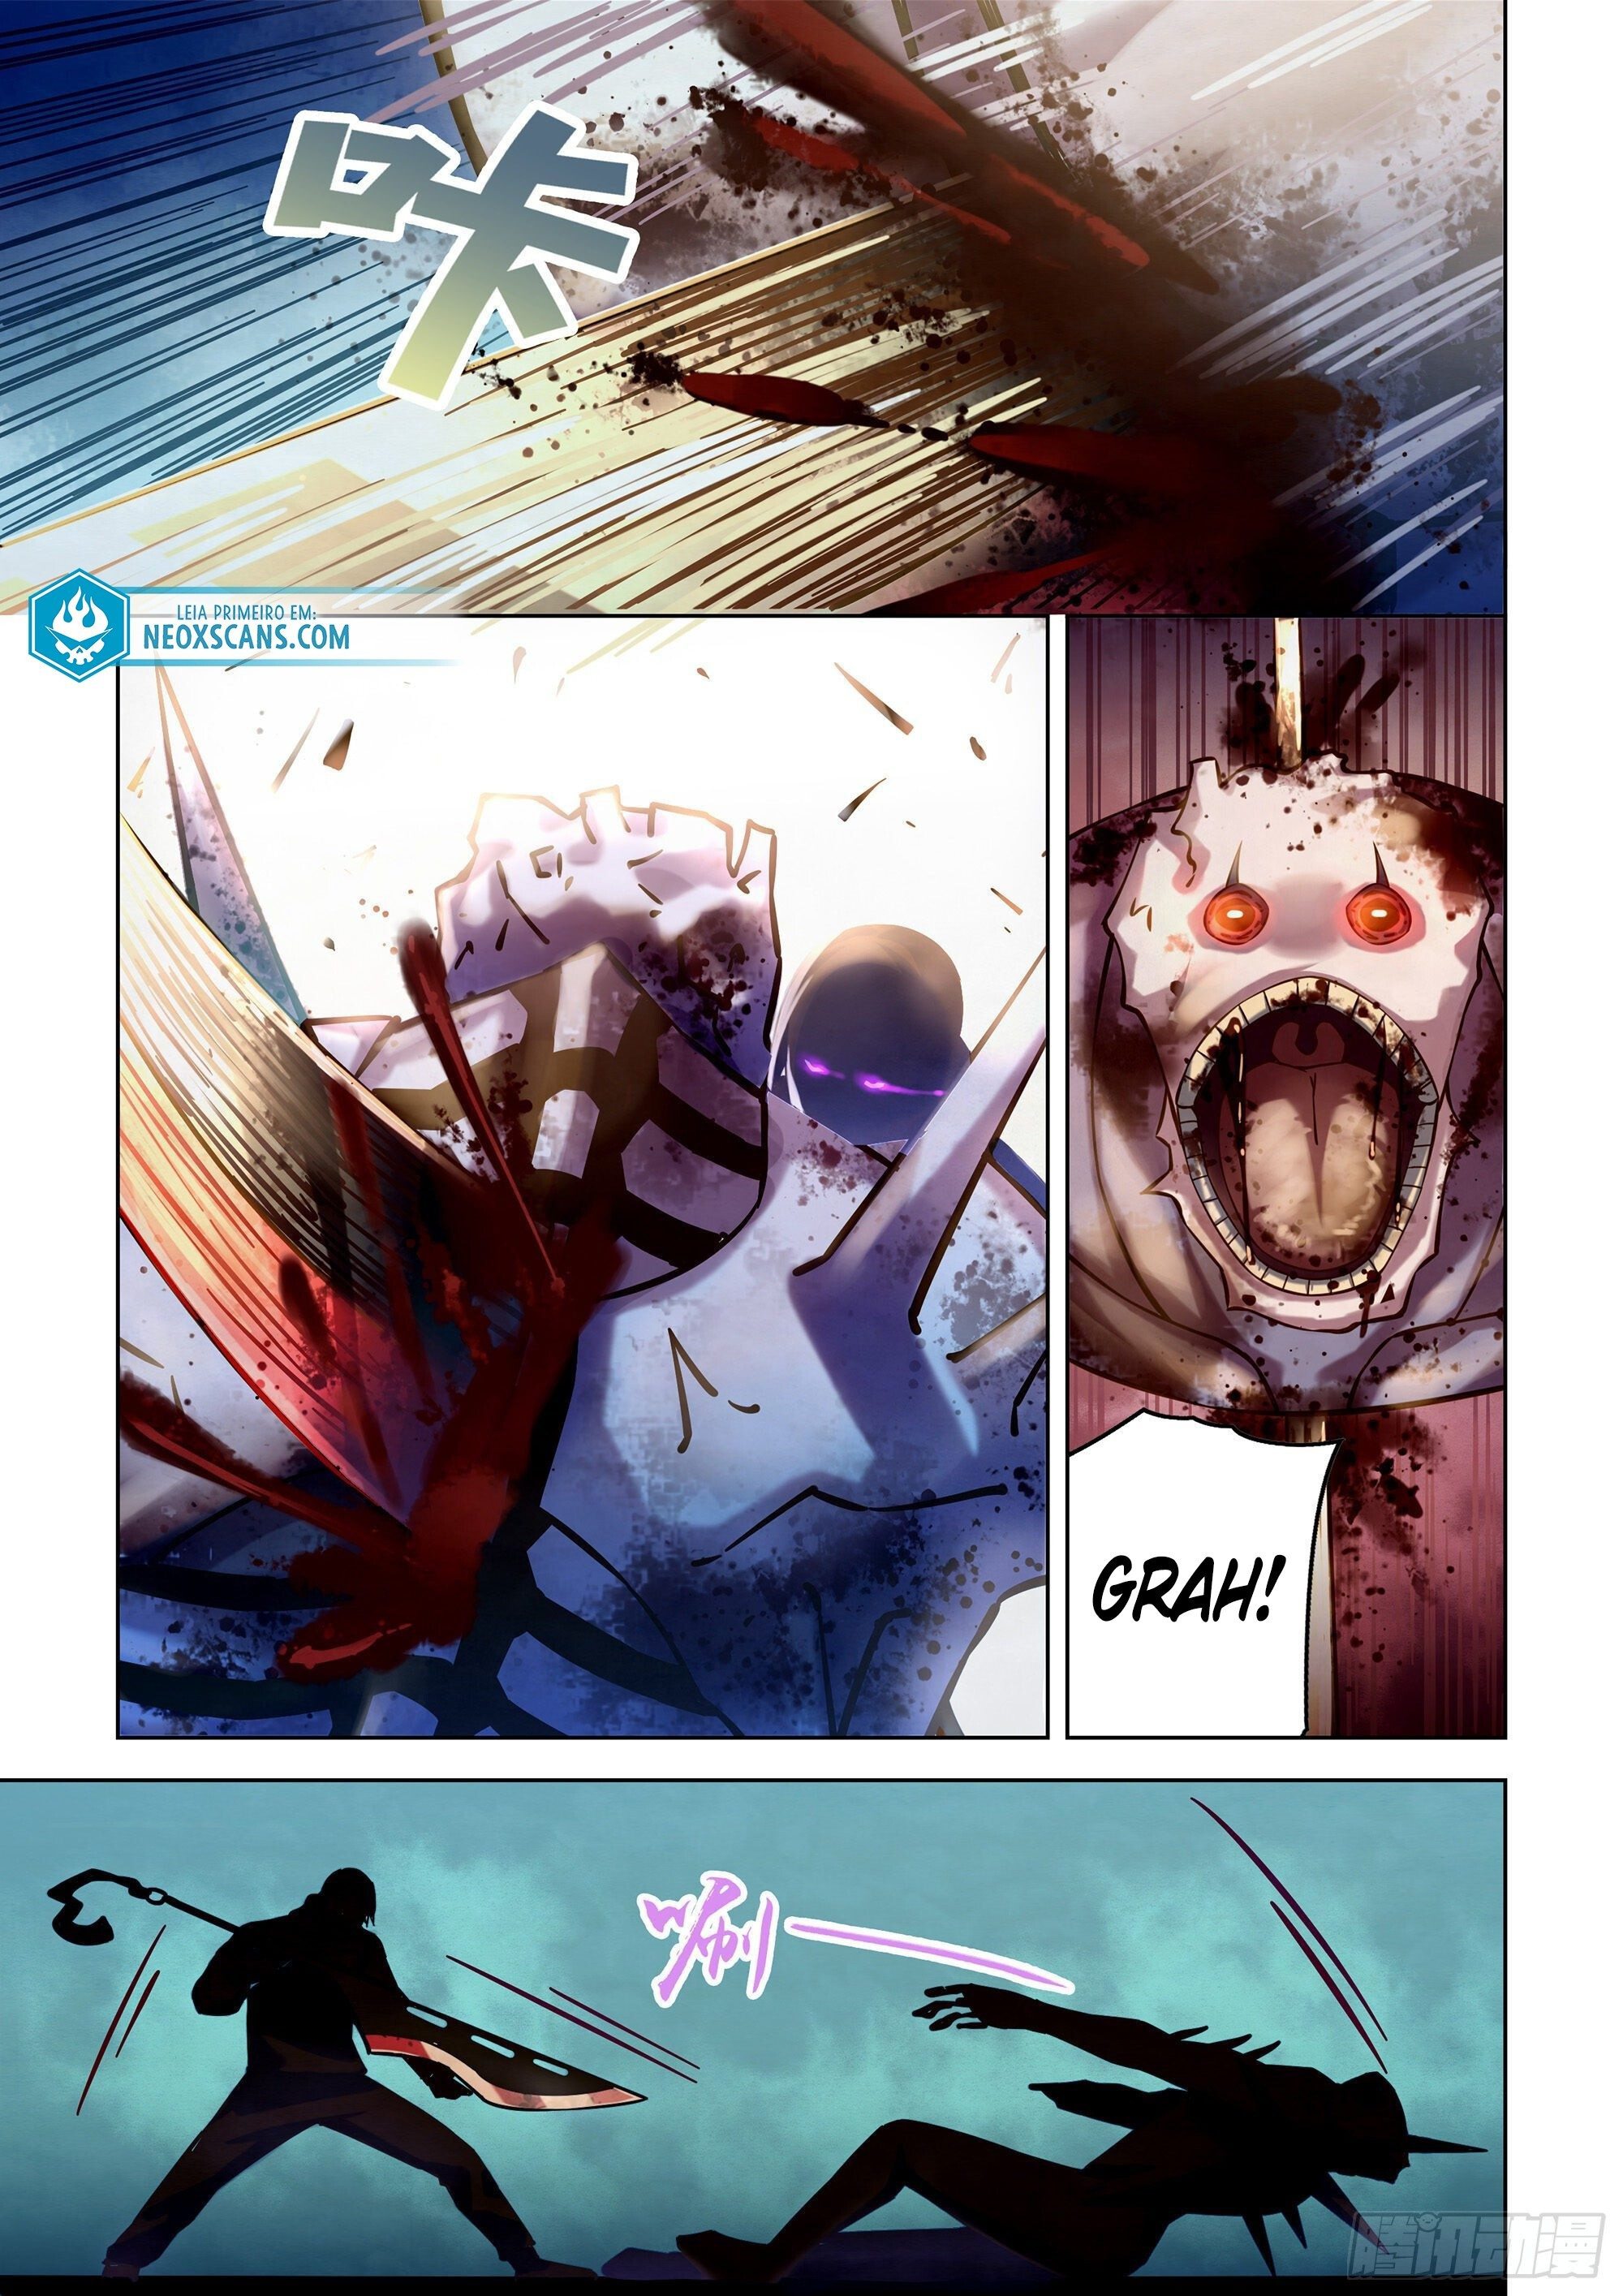 咔
LEIA PRIMEIRO EM:
NEOXSCANS.COM
GRAH!
唰
腾讯动漫